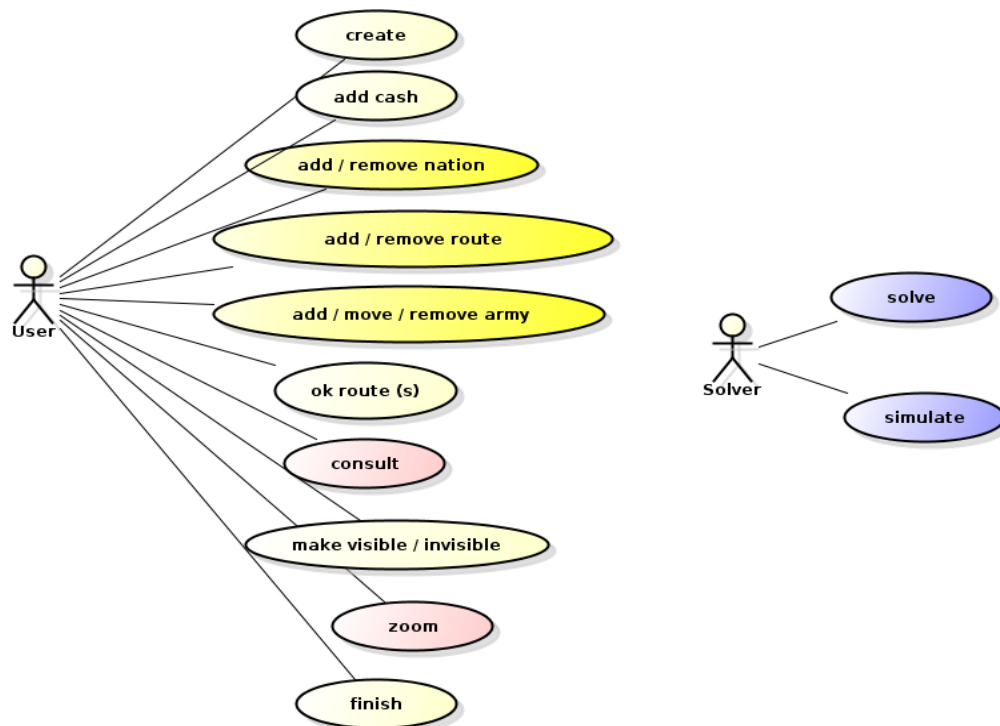 create
add cash
add / remove nation
add / remove route
add / move / remove army
User
ok route (s)
consult
make visible / invisible
zoom
finish
solve
Solver
simulate